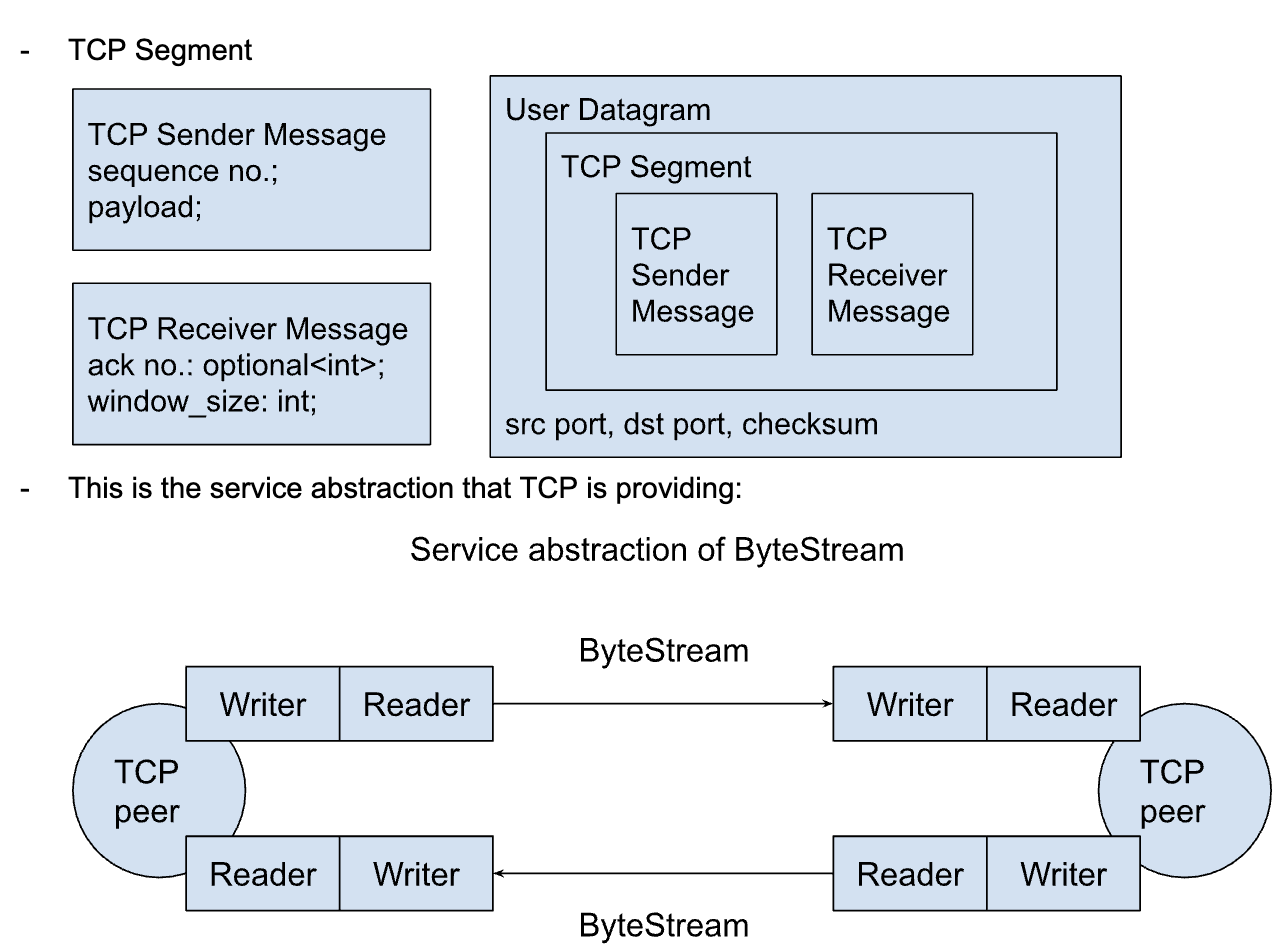 - TCP Segment
TCP Sender Message
sequence no.;
payload;
TCP Receiver Message
ack no.: optional<int>;
window_size: int;
User Datagram
TCP Segment
TCP
Sender
Message
TCP
Receiver
Message
src port, dst port, checksum
- This is the service abstraction that TCP is providing:
Service abstraction of ByteStream
ByteStream
Writer Reader
Writer Reader
TCP
peer
TCP
peer
Reader Writer
Reader Writer
ByteStream